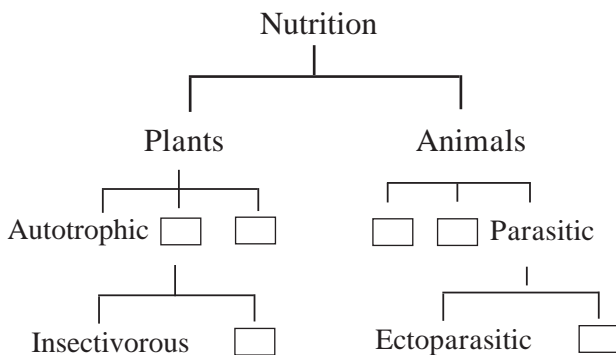 Nutrition
Plants Animals
Autotrophic Parasitic
Insectivorous Ectoparasitic